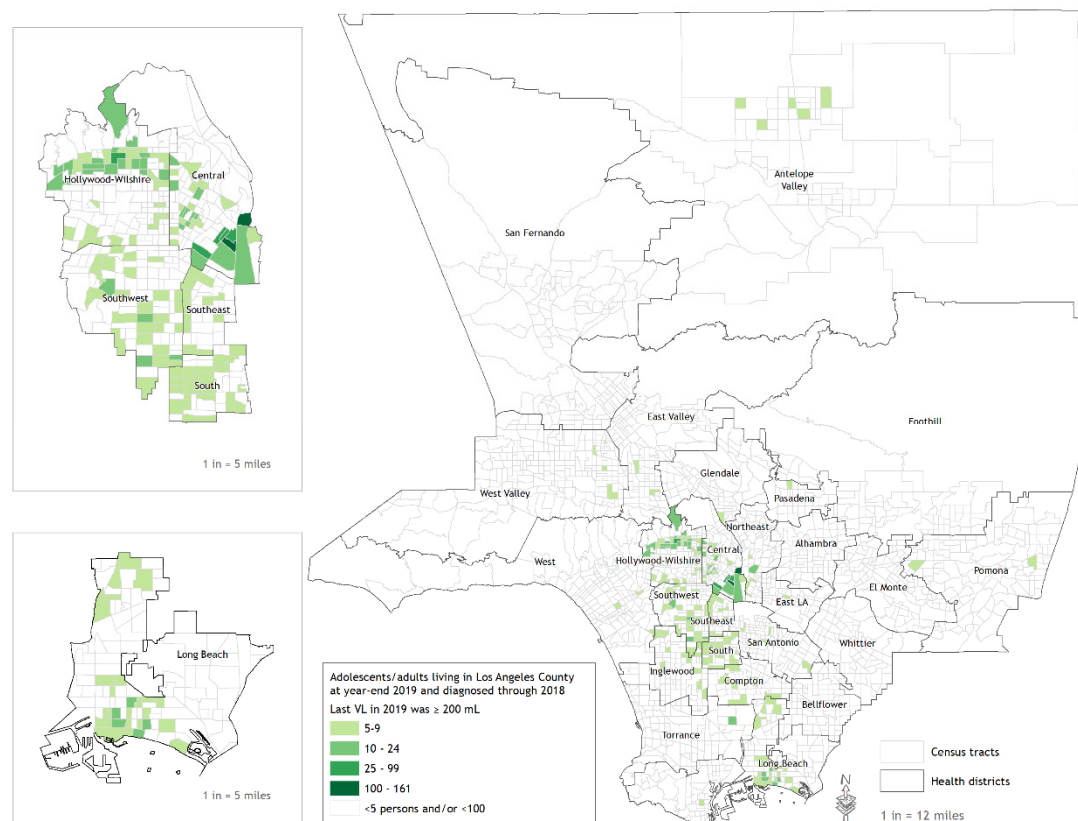 Hollywood-Wilshire
Central
Southwest
Southeast
South
1 in = 5 miles
Long Beach
1 in = 5 miles
Antelope
Valley
San Fernando
East Valley
Foothill
Glendale
West Valley
Pasadena
Northeast
Alhambra
West
Hollywood-Wilshire
Central
Pomona
El Monte
Southwest
East LA
Southeast
San Antonio
Whittier
South
Inglewood
Compton
Bellflower
Torrance
Long Beach
Adolescents/adults living in Los Angeles County
at year-end 2019 and diagnosed through 2018
Last VL in 2019 was ≥ 200 mL
5-9
10 - 24
25 - 99
100 - 161
<5 persons and/or <100
Census tracts
Health districts
N
1 in = 12 miles